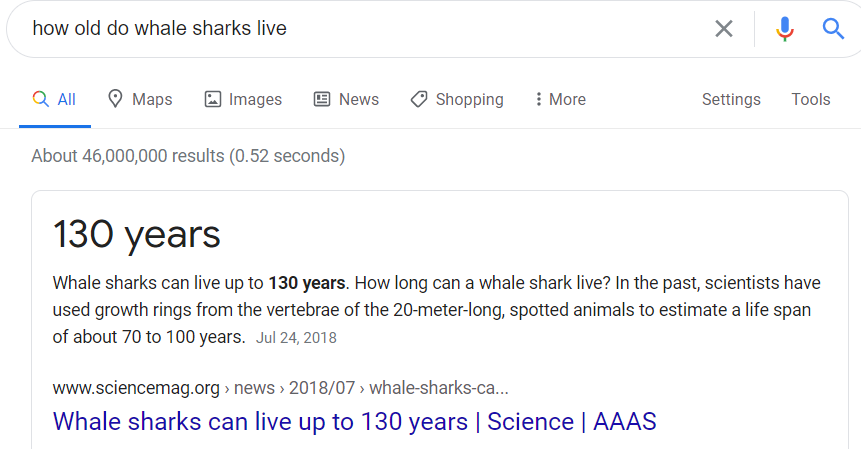 how old do whale sharks live
All Maps Images News Shopping More Settings Tools
About 46,000,000 results (0.52 seconds)
130 years
Whale sharks can live up to 130 years. How long can a whale shark live? In the past, scientists have
used growth rings from the vertebrae of the 20-meter-long, spotted animals to estimate a life span
of about 70 to 100 years. Jul 24, 2018
www.sciencemag.org › news › 2018/07 › whale-sharks-ca...
Whale sharks can live up to 130 years | Science | AAAS